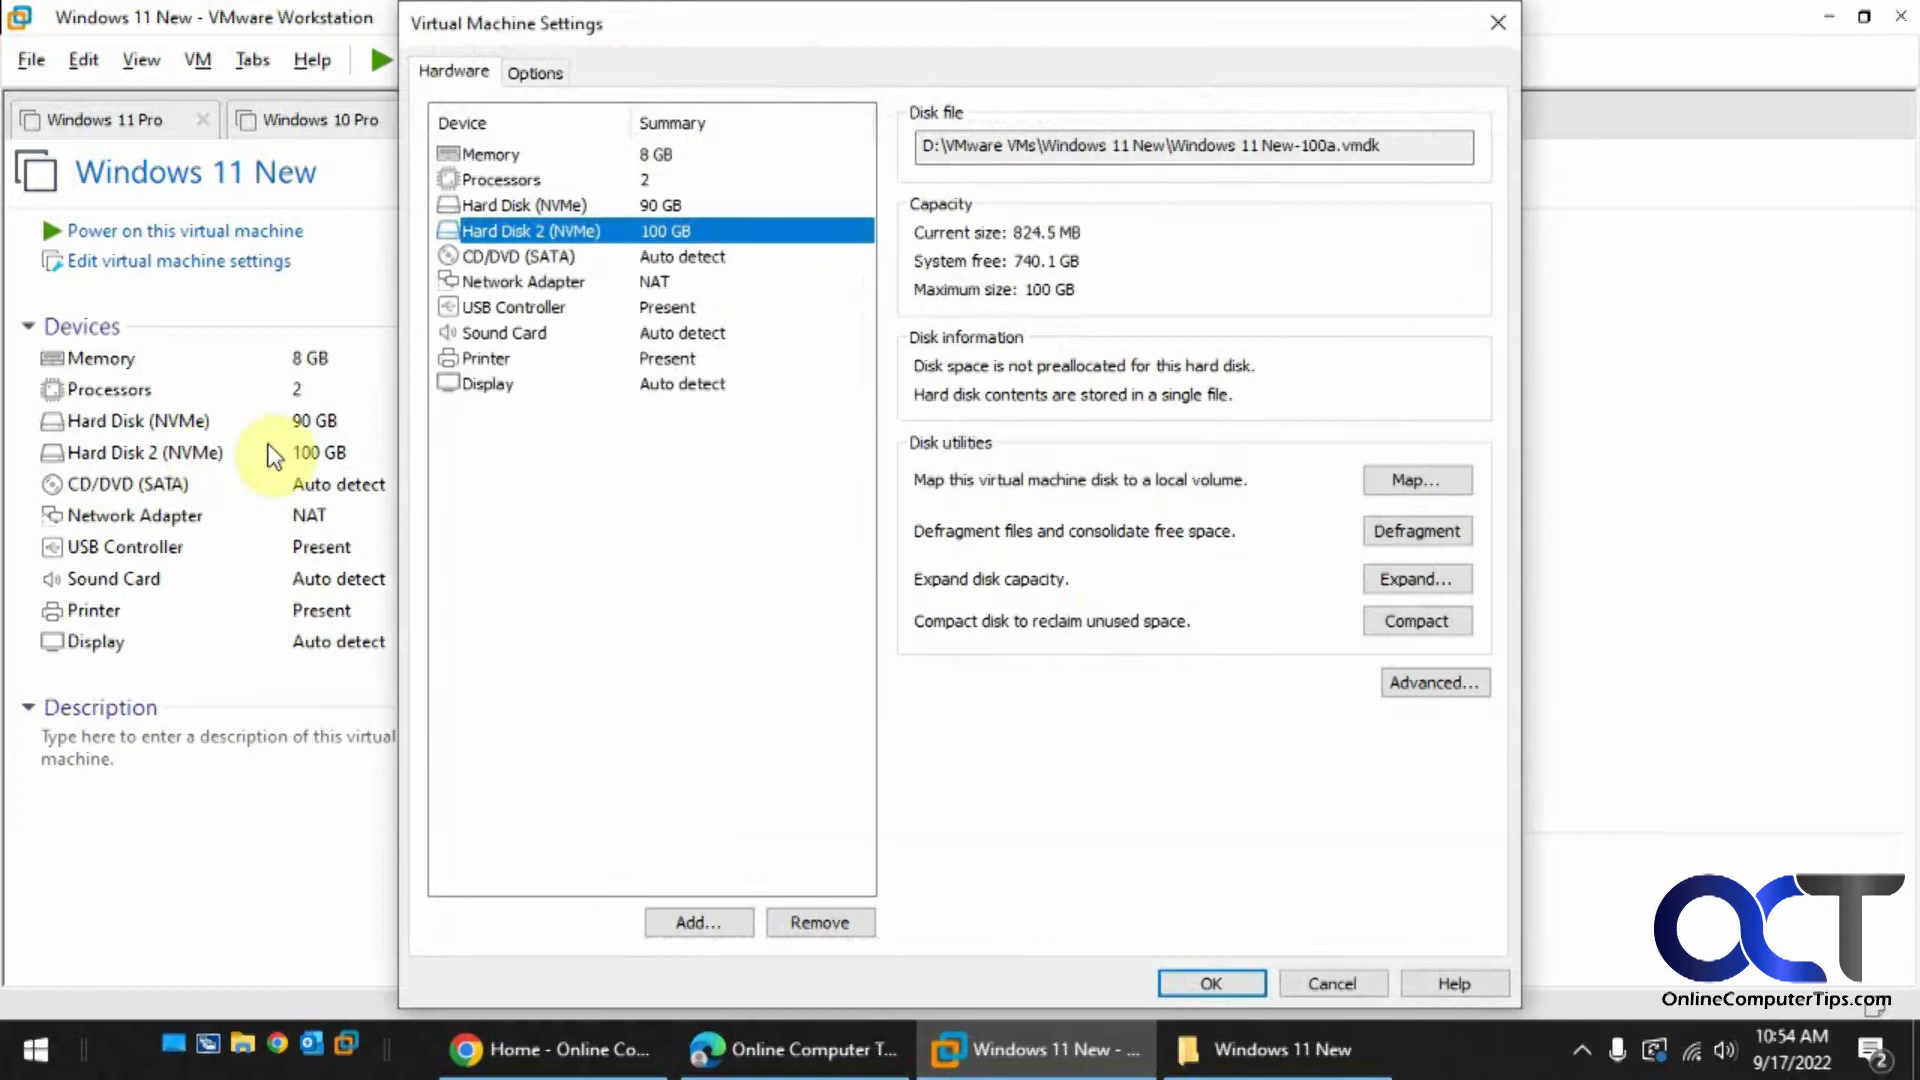 Windows 11 New - VMware Workstation
File Edit View VM Tabs Help
Windows 11 Pro
Windows 10 Pro
Windows 11 New
Power on this virtual machine
Edit virtual machine settings
Devices
Memory 8 GB
Processors 2
Hard Disk (NVMe) 90 GB
Hard Disk 2 (NVMe) 100 GB
CD/DVD (SATA) Auto detect
Network Adapter NAT
USB Controller Present
Sound Card Auto detect
Printer Present
Display Auto detect
Description
Type here to enter a description of this virtual
machine.
Virtual Machine Settings
Hardware Options
Device Summary
Memory 8 GB
Processors 2
Hard Disk (NVMe) 90 GB
Hard Disk 2 (NVMe) 100 GB
CD/DVD (SATA) Auto detect
Network Adapter NAT
USB Controller Present
Sound Card Auto detect
Printer Present
Display Auto detect
Add... Remove
Disk file
D:\VMware VMs\Windows 11 New\Windows 11 New-100a.vmdk
Capacity
Current size: 824.5 MB
System free: 740.1 GB
Maximum size: 100 GB
Disk information
Disk space is not preallocated for this hard disk.
Hard disk contents are stored in a single file.
Disk utilities
Map this virtual machine disk to a local volume. Map...
Defragment files and consolidate free space. Defragment
Expand disk capacity. Expand...
Compact disk to reclaim unused space. Compact
Advanced...
OK Cancel Help
OCT
OnlineComputerTips.com
Home - Online Co...
Online Computer T...
Windows 11 New - ...
Windows 11 New
10:54 AM
9/17/2022
2